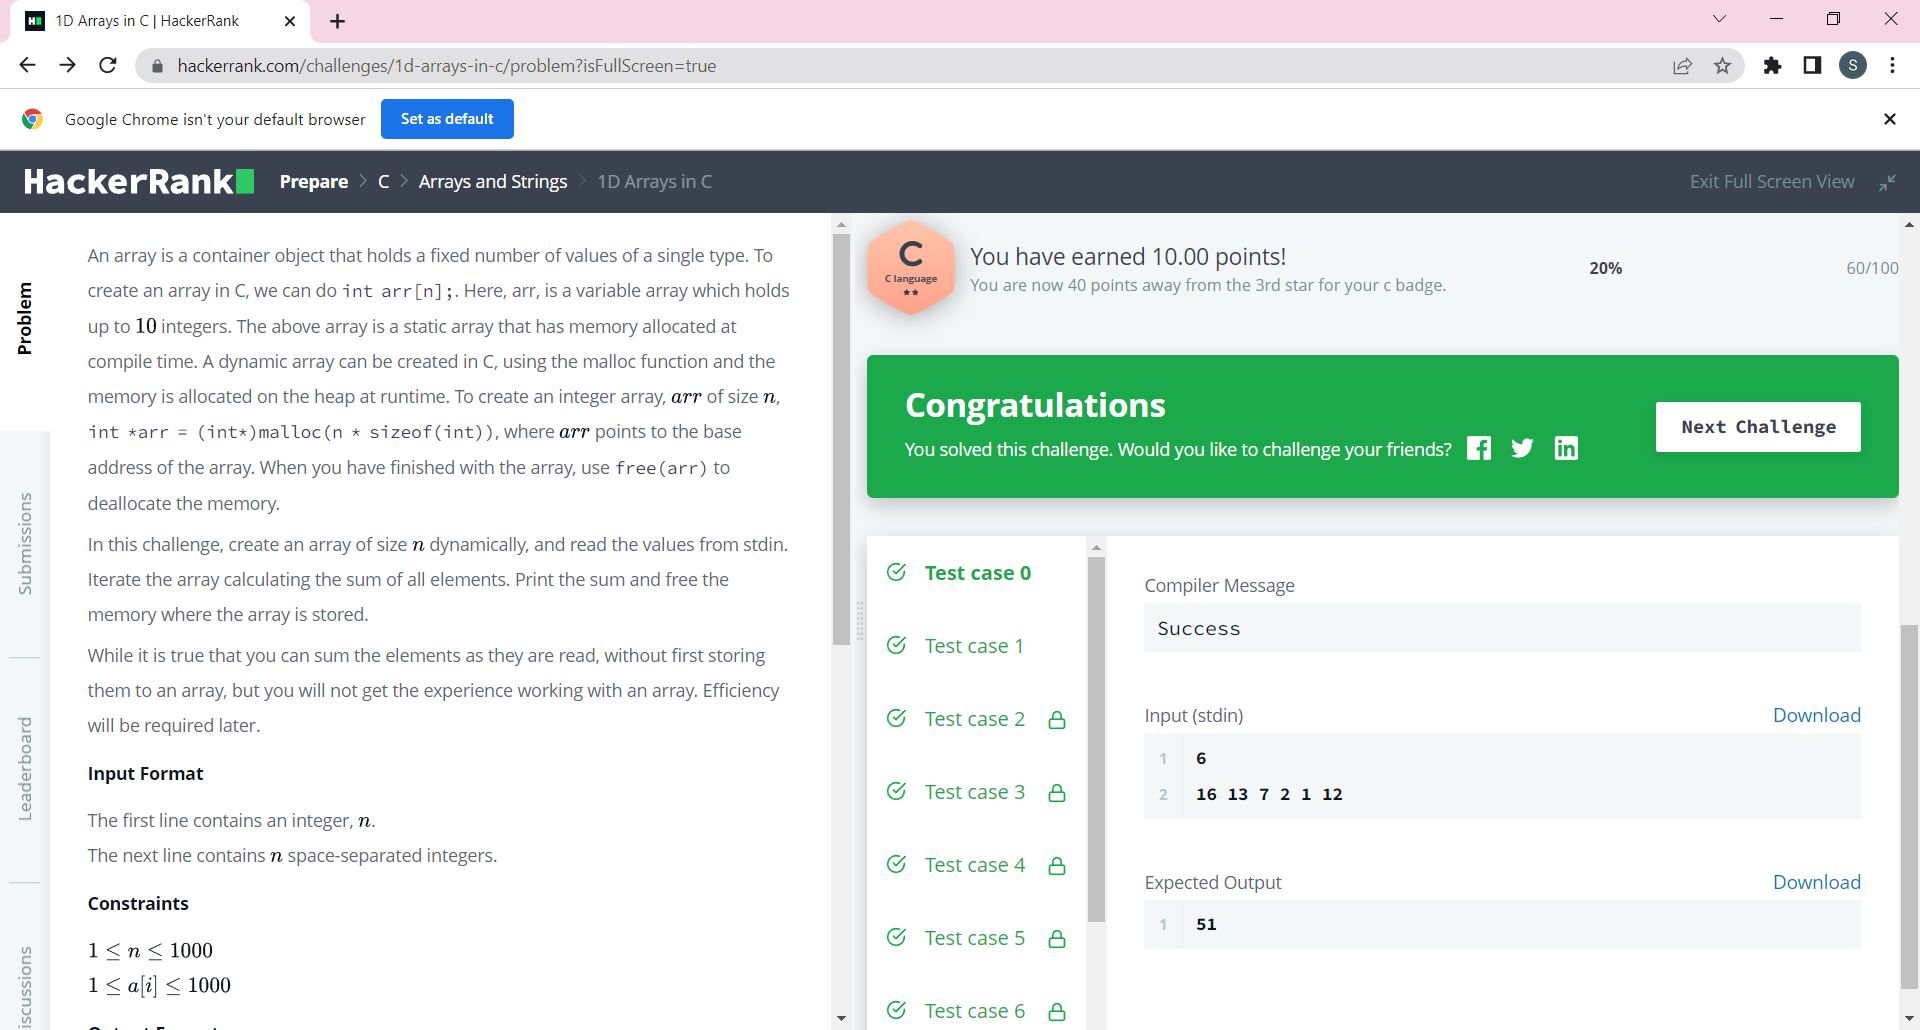 1D Arrays in C | HackerRank
hackerrank.com/challenges/1d-arrays-in-c/problem?isFullScreen=true
S
Google Chrome isn't your default browser
Set as default
HackerRank
Prepare > C > Arrays and Strings > 1D Arrays in C
Exit Full Screen View
Problem
Submissions
Leaderboard
An array is a container object that holds a fixed number of values of a single type. To
create an array in C, we can do int arr[n];. Here, arr, is a variable array which holds
up to 10 integers. The above array is a static array that has memory allocated at
compile time. A dynamic array can be created in C, using the malloc function and the
memory is allocated on the heap at runtime. To create an integer array, arr of size n,
int *arr = (int*)malloc(n * sizeof(int)), where arr points to the base
address of the array. When you have finished with the array, use free(arr) to
deallocate the memory.
In this challenge, create an array of size n dynamically, and read the values from stdin.
Iterate the array calculating the sum of all elements. Print the sum and free the
memory where the array is stored.
While it is true that you can sum the elements as they are read, without first storing
them to an array, but you will not get the experience working with an array. Efficiency
will be required later.
Input Format
The first line contains an integer, n.
The next line contains n space-separated integers.
Constraints
1 ≤ n ≤ 1000
1 ≤ a[i] ≤ 1000
C
C language
You have earned 10.00 points!
You are now 40 points away from the 3rd star for your c badge.
20%
60/100
Congratulations
You solved this challenge. Would you like to challenge your friends?
Next Challenge
Test case 0
Test case 1
Test case 2
Test case 3
Test case 4
Test case 5
Test case 6
Compiler Message
Success
Input (stdin)
Download
1 6
2 16 13 7 2 1 12
Expected Output
Download
1 51